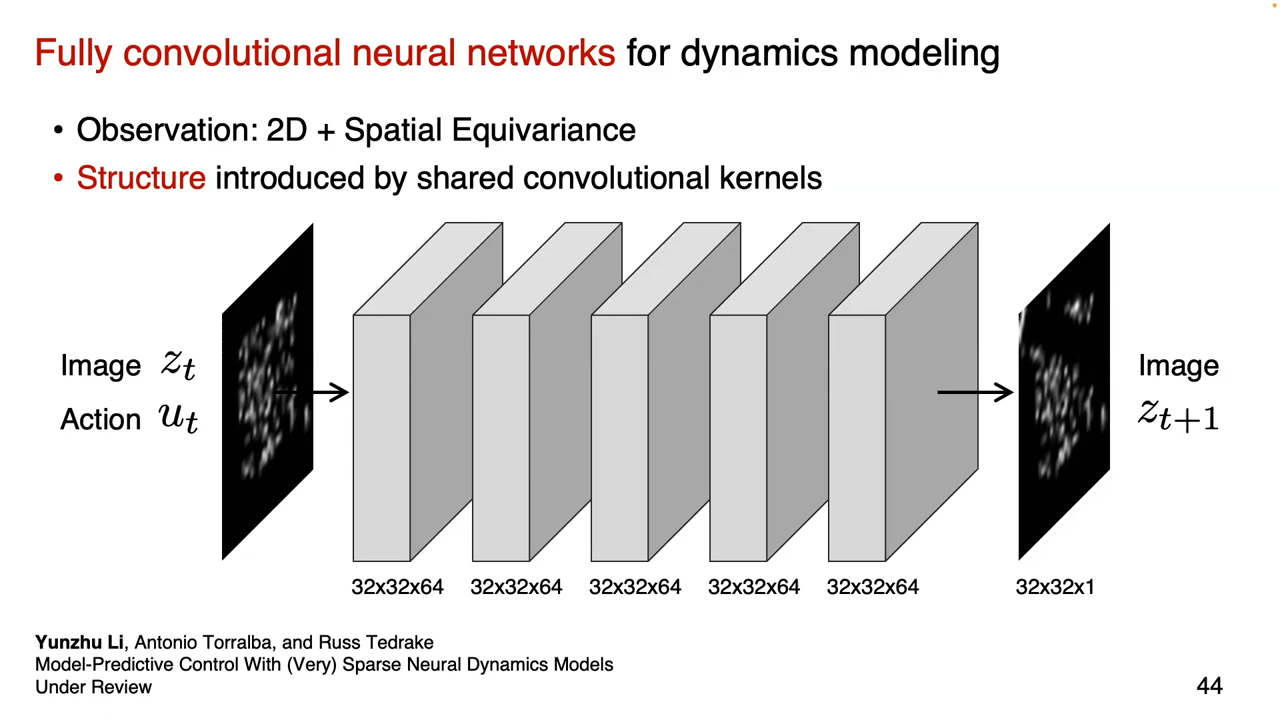 Fully convolutional neural networks for dynamics modeling
• Observation: 2D + Spatial Equivariance
• Structure introduced by shared convolutional kernels
Image z_t
Action u_t
Image
z_{t+1}
32x32x64 32x32x64 32x32x64 32x32x64 32x32x64 32x32x1
Yunzhu Li, Antonio Torralba, and Russ Tedrake
Model-Predictive Control With (Very) Sparse Neural Dynamics Models
Under Review
44